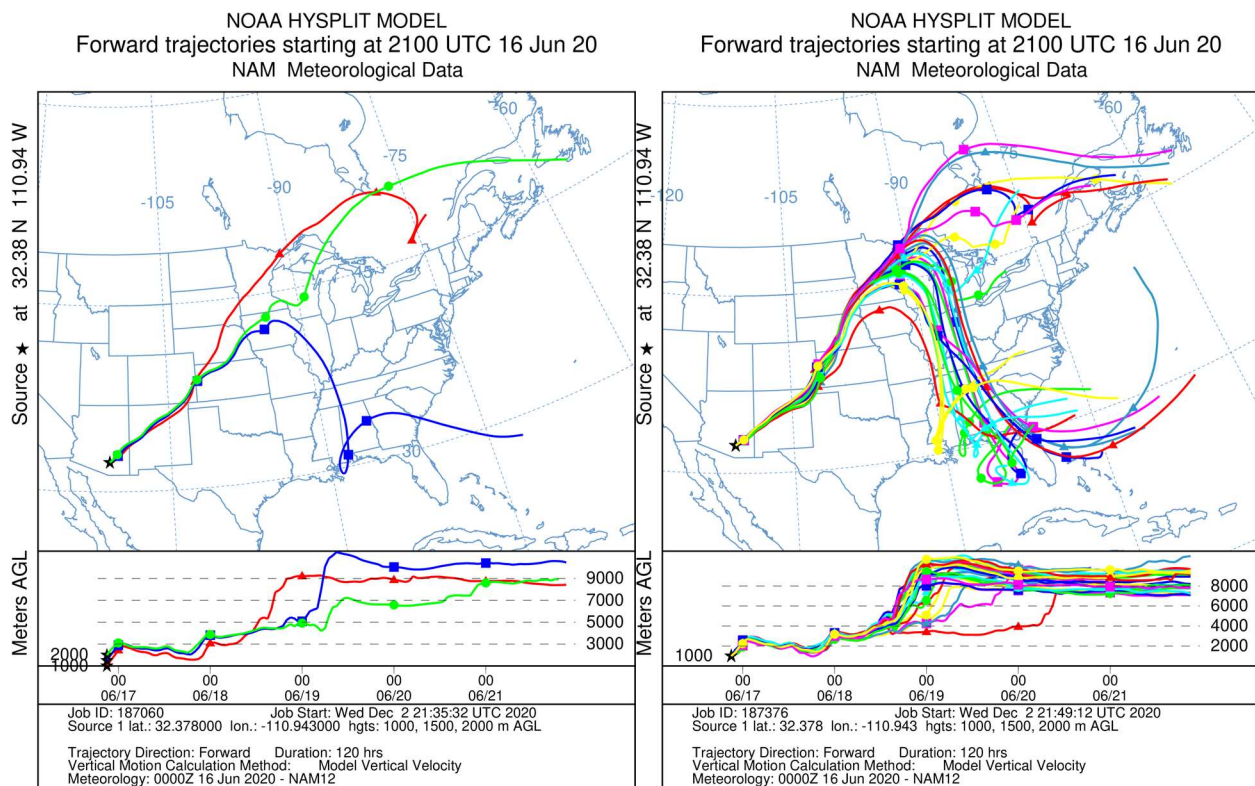 NOAA HYSPLIT MODEL
Forward trajectories starting at 2100 UTC 16 Jun 20
NAM Meteorological Data
Source ★ at 32.38 N 110.94 W
-105
-90
-75
-60
30
Meters AGL
9000
7000
5000
3000
2000
1000
00 00 00 00 00
06/17 06/18 06/19 06/20 06/21
Job ID: 187060 Job Start: Wed Dec 2 21:35:32 UTC 2020
Source 1 lat.: 32.378000 lon.: -110.943000 hgts: 1000, 1500, 2000 m AGL
Trajectory Direction: Forward Duration: 120 hrs
Vertical Motion Calculation Method: Model Vertical Velocity
Meteorology: 0000Z 16 Jun 2020 - NAM12
NOAA HYSPLIT MODEL
Forward trajectories starting at 2100 UTC 16 Jun 20
NAM Meteorological Data
Source ★ at 32.38 N 110.94 W
-120
-105
-90
-75
-60
Meters AGL
8000
6000
4000
2000
1000
00 00 00 00 00
06/17 06/18 06/19 06/20 06/21
Job ID: 187376 Job Start: Wed Dec 2 21:49:12 UTC 2020
Source 1 lat.: 32.378 lon.: -110.943 hgts: 1000, 1500, 2000 m AGL
Trajectory Direction: Forward Duration: 120 hrs
Vertical Motion Calculation Method: Model Vertical Velocity
Meteorology: 0000Z 16 Jun 2020 - NAM12